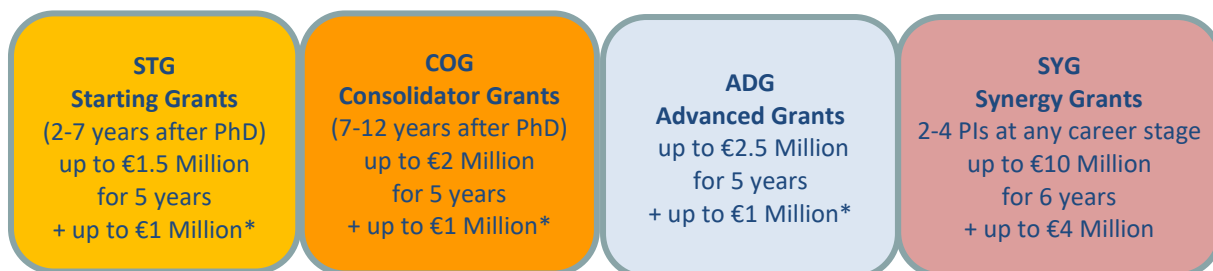 STG
Starting Grants
(2-7 years after PhD)
up to €1.5 Million
for 5 years
+ up to €1 Million*
COG
Consolidator Grants
(7-12 years after PhD)
up to €2 Million
for 5 years
+ up to €1 Million*
ADG
Advanced Grants
up to €2.5 Million
for 5 years
+ up to €1 Million*
SYG
Synergy Grants
2-4 PIs at any career stage
up to €10 Million
for 6 years
+ up to €4 Million